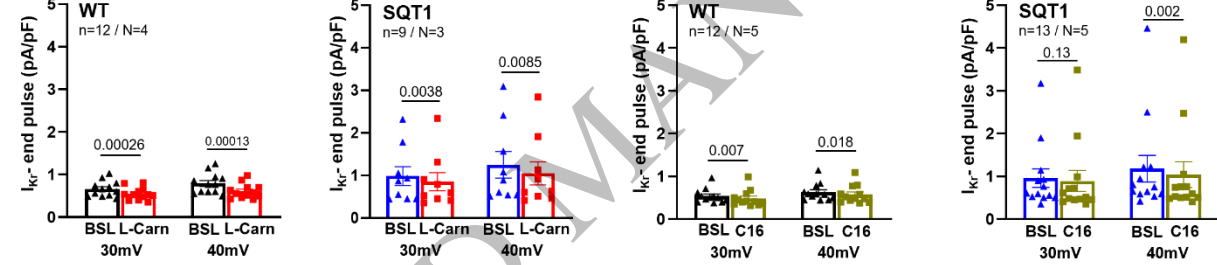 I_Kr- end pulse (pA/pF)
5
4
3
2
1
0
WT
n=12 / N=4
0.00026
0.00013
BSL L-Carn BSL L-Carn
30mV 40mV
I_Kr- end pulse (pA/pF)
5
4
3
2
1
0
SQT1
n=9 / N=3
0.0038
0.0085
BSL L-Carn BSL L-Carn
30mV 40mV
I_Kr- end pulse (pA/pF)
5
4
3
2
1
0
WT
n=12 / N=5
0.007
0.018
BSL C16 BSL C16
30mV 40mV
I_Kr- end pulse (pA/pF)
5
4
3
2
1
0
SQT1
n=13 / N=5
0.13
0.002
BSL C16 BSL C16
30mV 40mV